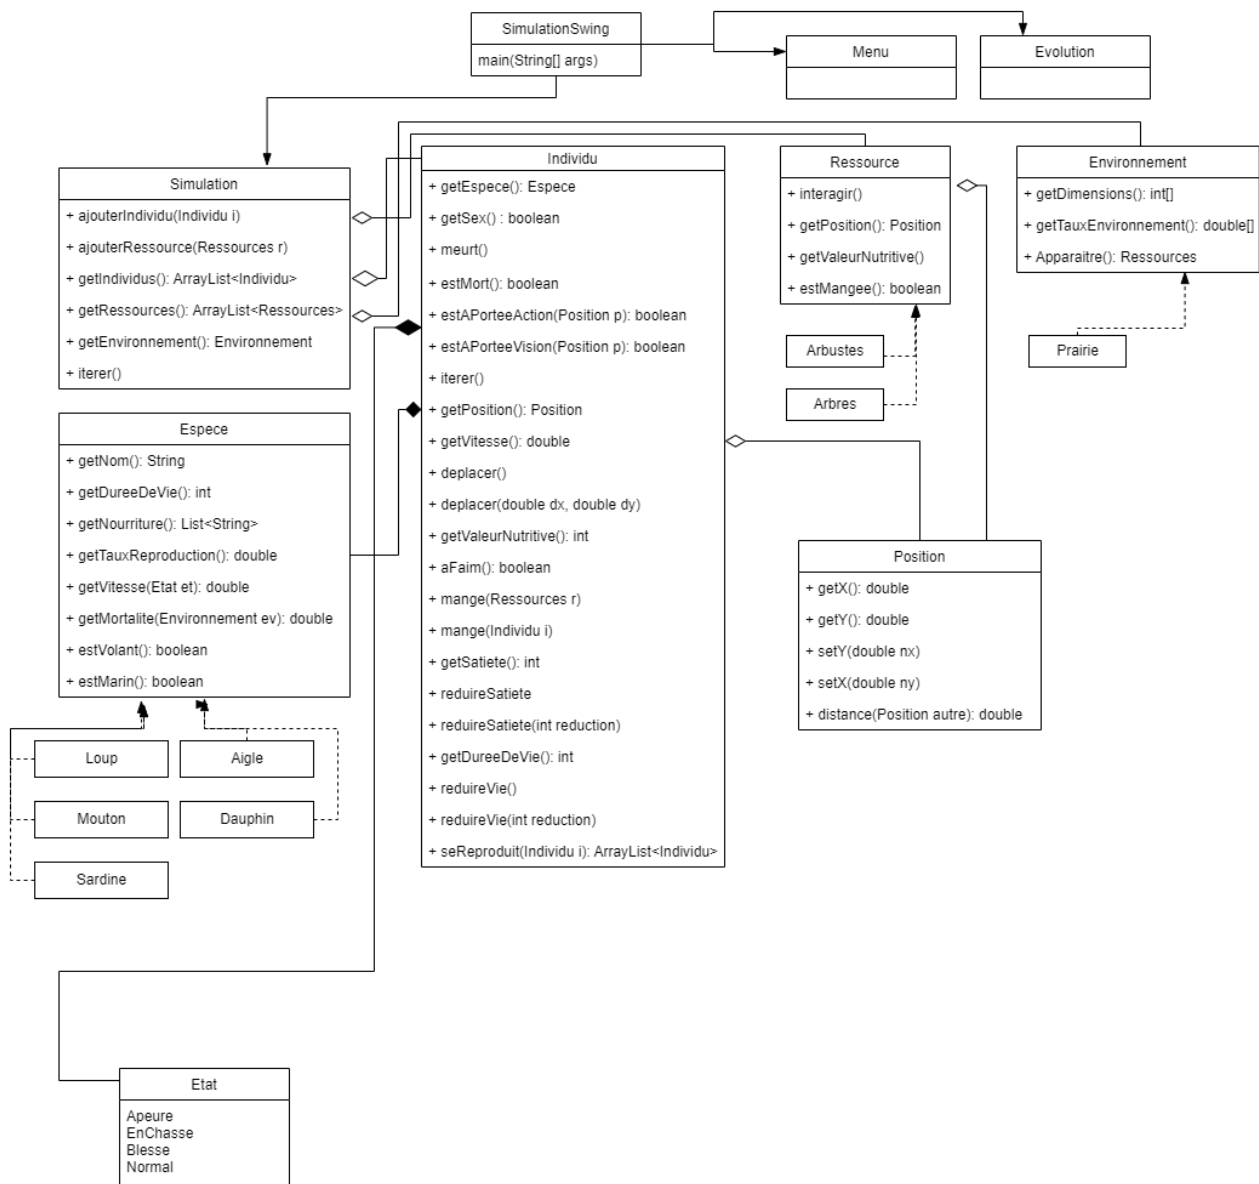 SimulationSwing
main(String[] args)
Menu
Evolution
Simulation
+ ajouterIndividu(Individu i)
+ ajouterRessource(Ressources r)
+ getIndividus(): ArrayList<Individu>
+ getRessources(): ArrayList<Ressources>
+ getEnvironnement(): Environnement
+ iterer()
Individu
+ getEspece(): Espece
+ getSex() : boolean
+ meurt()
+ estMort(): boolean
+ estAPorteeAction(Position p): boolean
+ estAPorteeVision(Position p): boolean
+ iterer()
+ getPosition(): Position
+ getVitesse(): double
+ deplacer()
+ deplacer(double dx, double dy)
+ getValeurNutritive(): int
+ aFaim(): boolean
+ mange(Ressources r)
+ mange(Individu i)
+ getSatiete(): int
+ reduireSatiete
+ reduireSatiete(int reduction)
+ getDureeDeVie(): int
+ reduireVie()
+ reduireVie(int reduction)
+ seReproduit(Individu i): ArrayList<Individu>
Ressource
+ interagir()
+ getPosition(): Position
+ getValeurNutritive()
+ estMangee(): boolean
Environnement
+ getDimensions(): int[]
+ getTauxEnvironnement(): double[]
+ Apparaitre(): Ressources
Arbustes
Arbres
Prairie
Espece
+ getNom(): String
+ getDureeDeVie(): int
+ getNourriture(): List<String>
+ getTauxReproduction(): double
+ getVitesse(Etat et): double
+ getMortalite(Environnement ev): double
+ estVolant(): boolean
+ estMarin(): boolean
Position
+ getX(): double
+ getY(): double
+ setY(double nx)
+ setX(double ny)
+ distance(Position autre): double
Loup
Aigle
Mouton
Dauphin
Sardine
Etat
Apeure
EnChasse
Blesse
Normal